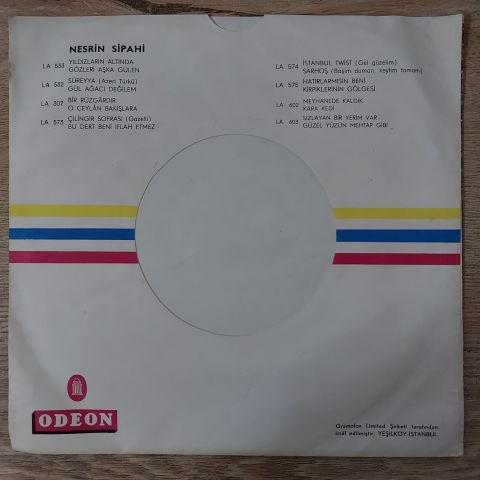 NESRİN SİPAHİ
LA 533 YILDIZLARIN ALTINDA
GÖZLERİ AŞKA GÜLEN
LA 532 SÜREYYA (Azeri Türkü)
GÜL AĞACI DEĞİLEM
LA 307 BİR RÜZGÂRDIR
O CEYLÂN BAKIŞLARA
LA 573 ÇİLİNGİR SOFRASI (Gazelli)
BU DERT BENİ İFLAH ETMEZ
LA 574 İSTANBUL TWİST (Gel güzelim)
SARHOŞ (Başım duman, keyfim tamam)
LA 575 HATIRLARMISIN BENİ
KİRPİKLERİNİN GÖLGESİ
LA 602 MEYHANEDE KALDIK
KARA KEDİ
LA 603 SIZLAYAN BİR YERİM VAR
GÜZEL YÜZÜN MEHTAP GİBİ
ODEON
Gramofon Limited Şirketi tarafından
imâl edilmiştir. YEŞİLKÖY-İSTANBUL